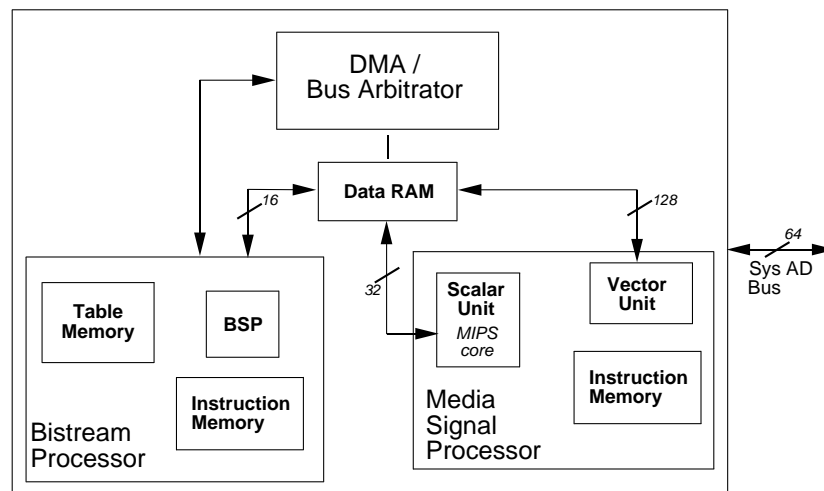 DMA /
Bus Arbitrator
Data RAM
16
128
32
64
Sys AD
Bus
Table
Memory
BSP
Instruction
Memory
Bistream
Processor
Scalar
Unit
MIPS
core
Vector
Unit
Instruction
Memory
Media
Signal
Processor